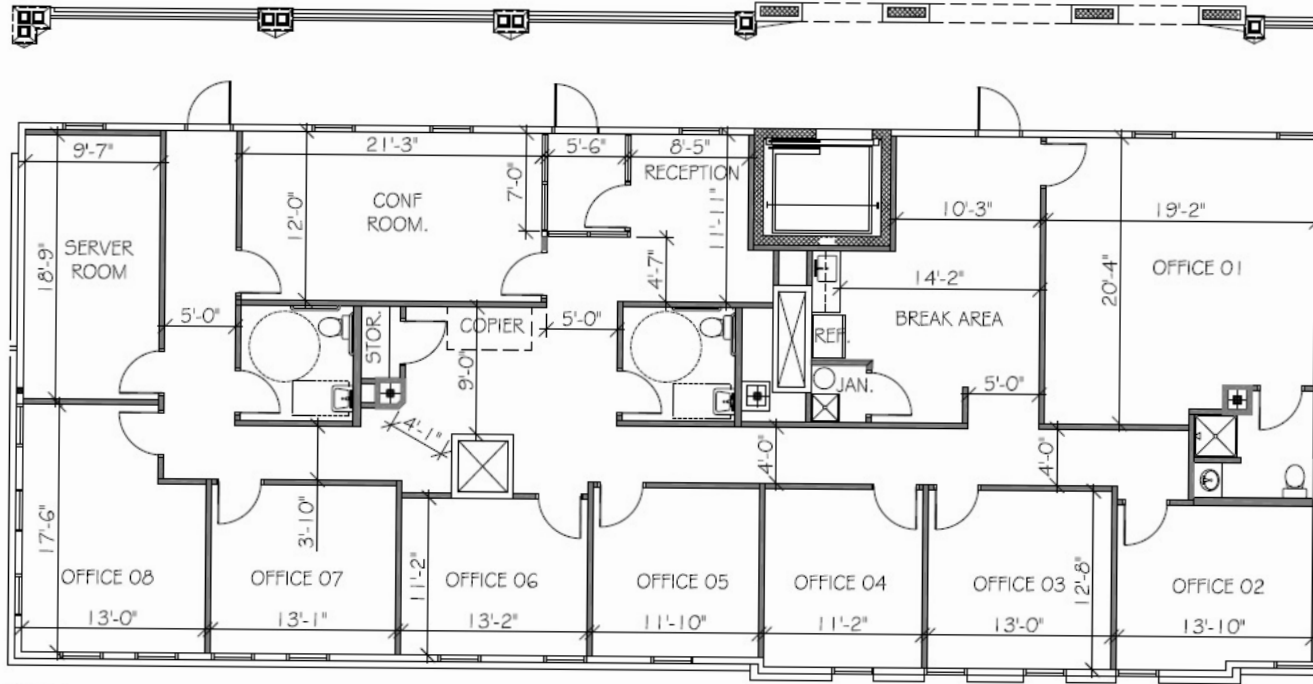 9'-7"
21'-3"
5'-6"
8'-5"
RECEPTION
7'-0"
12'-0"
CONF
ROOM.
11'-11"
10'-3"
19'-2"
18'-9"
SERVER
ROOM
4'-7"
14'-2"
20'-4"
OFFICE 01
5'-0"
STOR.
COPIER
5'-0"
BREAK AREA
REF.
9'-0"
JAN.
5'-0"
4'-1"
4'-0"
4'-0"
17'-6"
3'-10"
11'-2"
12'-8"
OFFICE 08
OFFICE 07
OFFICE 06
OFFICE 05
OFFICE 04
OFFICE 03
OFFICE 02
13'-0"
13'-1"
13'-2"
11'-10"
11'-2"
13'-0"
13'-10"